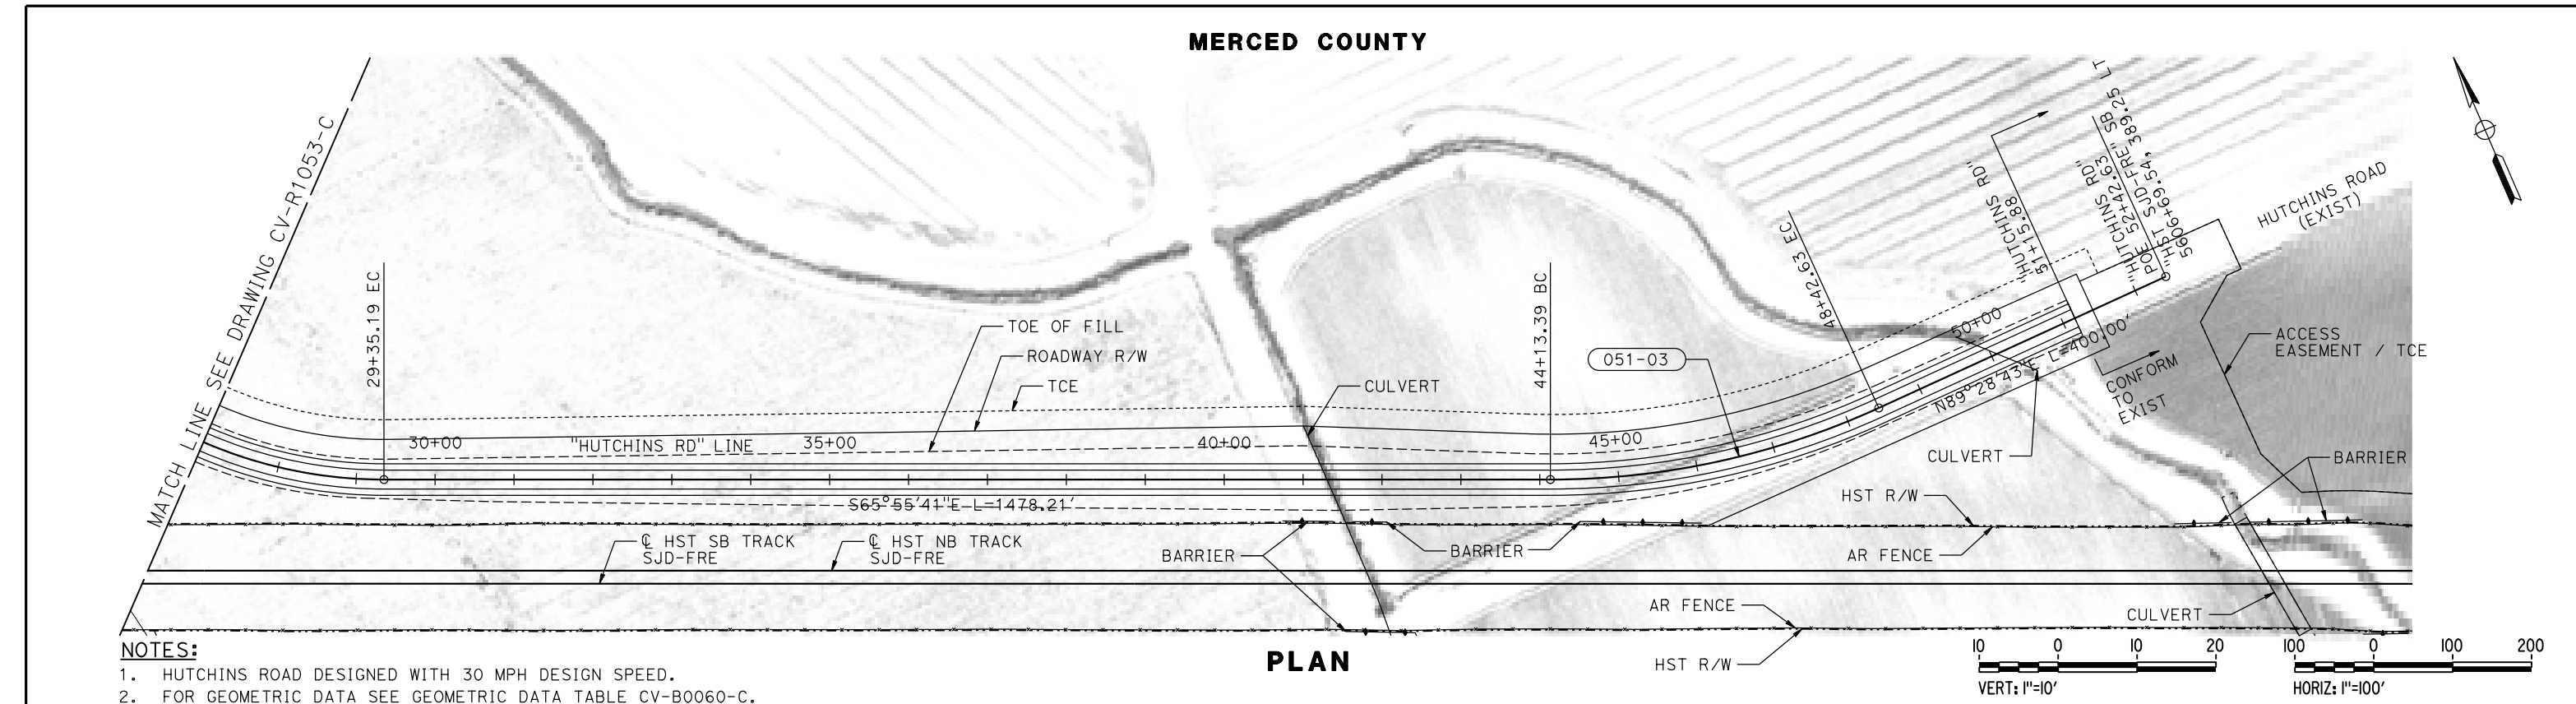 MERCED COUNTY
MATCH LINE SEE DRAWING CV-R1053-C
29+35.19 EC
TOE OF FILL
ROADWAY R/W
TCE
CULVERT
44+13.39 BC
051-03
48+42.63 EC
"HUTCHINS RD"
51+15.88
"HUTCHINS RD"
POE 52+42.63
"HST SJD-FRE" SB LT
5606+69.54, 389.25
HUTCHINS ROAD
(EXIST)
ACCESS
EASEMENT / TCE
30+00
"HUTCHINS RD" LINE
35+00
40+00
45+00
50+00
N89°28'43"E L=400.00'
CONFORM
TO
EXIST
CULVERT
BARRIER
S65°55'41"E L=1478.21'
HST R/W
℄ HST SB TRACK
SJD-FRE
℄ HST NB TRACK
SJD-FRE
BARRIER
BARRIER
AR FENCE
AR FENCE
CULVERT
HST R/W
PLAN
NOTES:
1. HUTCHINS ROAD DESIGNED WITH 30 MPH DESIGN SPEED.
2. FOR GEOMETRIC DATA SEE GEOMETRIC DATA TABLE CV-B0060-C.
10 0 10 20
VERT: 1"=10'
100 0 100 200
HORIZ: 1"=100'